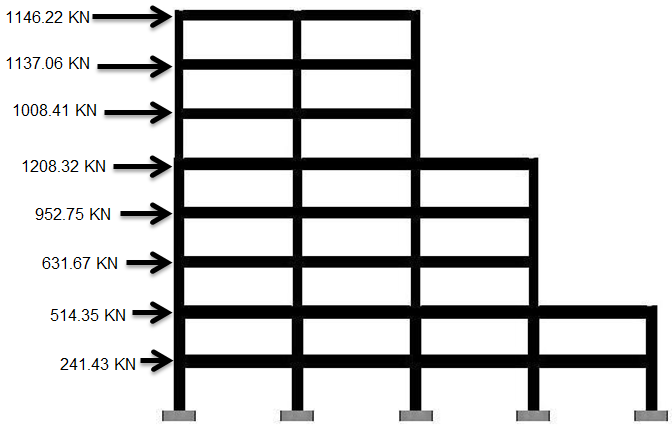 1146.22 KN
1137.06 KN
1008.41 KN
1208.32 KN
952.75 KN
631.67 KN
514.35 KN
241.43 KN